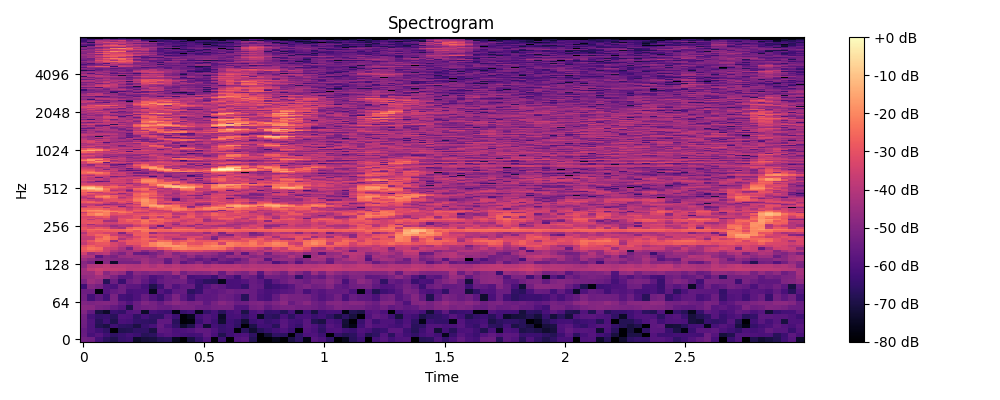 Spectrogram
Hz
4096
2048
1024
512
256
128
64
0
0 0.5 1 1.5 2 2.5
Time
+0 dB
-10 dB
-20 dB
-30 dB
-40 dB
-50 dB
-60 dB
-70 dB
-80 dB